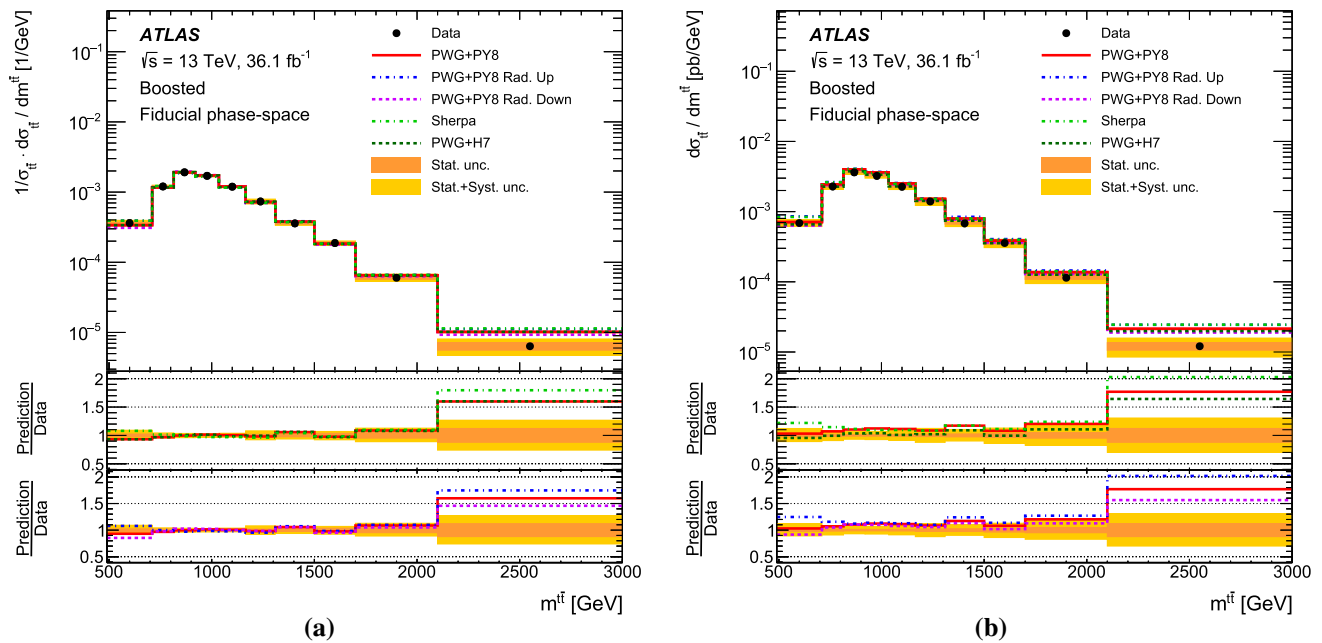 ATLAS
√s = 13 TeV, 36.1 fb⁻¹
Boosted
Fiducial phase-space
Data
PWG+PY8
PWG+PY8 Rad. Up
PWG+PY8 Rad. Down
Sherpa
PWG+H7
Stat. unc.
Stat.+Syst. unc.
1/σtt̄ · dσtt̄ / dm^tt̄ [1/GeV]
10⁻¹
10⁻²
10⁻³
10⁻⁴
10⁻⁵
Prediction
Data
2
1.5
1
0.5
Prediction
Data
2
1.5
1
0.5
500 1000 1500 2000 2500 3000
m^tt̄ [GeV]
(a)
ATLAS
√s = 13 TeV, 36.1 fb⁻¹
Boosted
Fiducial phase-space
Data
PWG+PY8
PWG+PY8 Rad. Up
PWG+PY8 Rad. Down
Sherpa
PWG+H7
Stat. unc.
Stat.+Syst. unc.
dσtt̄ / dm^tt̄ [pb/GeV]
10⁻¹
10⁻²
10⁻³
10⁻⁴
10⁻⁵
Prediction
Data
2
1.5
1
0.5
Prediction
Data
2
1.5
1
0.5
500 1000 1500 2000 2500 3000
m^tt̄ [GeV]
(b)